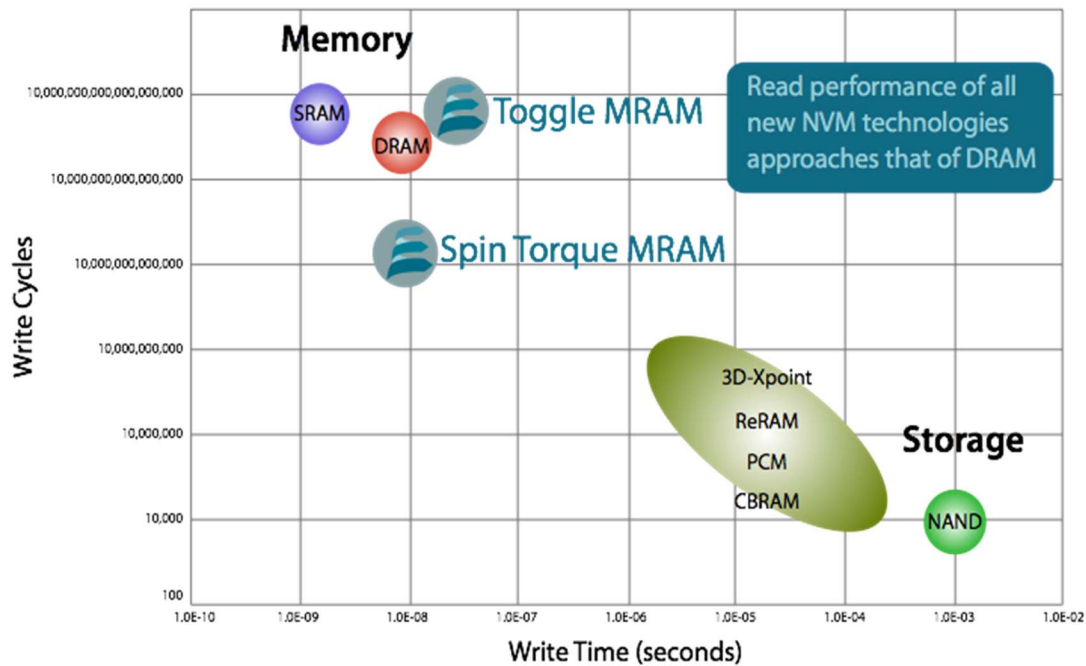 Memory
10,000,000,000,000,000,000
SRAM
DRAM
Toggle MRAM
Read performance of all
new NVM technologies
approaches that of DRAM
10,000,000,000,000,000
Spin Torque MRAM
10,000,000,000,000
Write Cycles
10,000,000,000
3D-Xpoint
ReRAM
10,000,000
Storage
PCM
CBRAM
10,000
NAND
100
1.0E-10 1.0E-09 1.0E-08 1.0E-07 1.0E-06 1.0E-05 1.0E-04 1.0E-03 1.0E-02
Write Time (seconds)